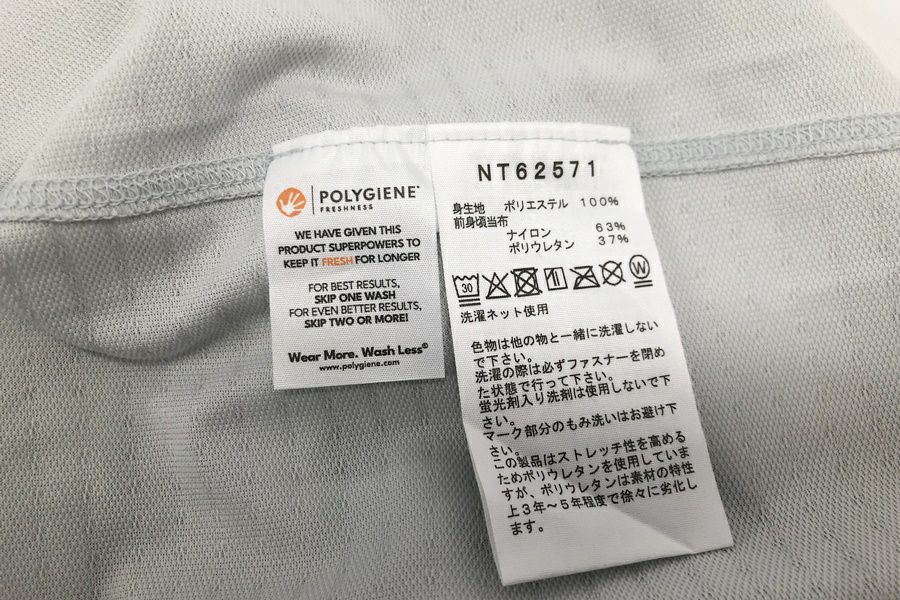 POLYGIENE
FRESHNESS
WE HAVE GIVEN THIS
PRODUCT SUPERPOWERS TO
KEEP IT FRESH FOR LONGER
FOR BEST RESULTS,
SKIP ONE WASH
FOR EVEN BETTER RESULTS,
SKIP TWO OR MORE!
Wear More. Wash Less®
www.polygiene.com
NT62571
身生地 ポリエステル 100%
前身頃当布
ナイロン 63%
ポリウレタン 37%
30 W
洗濯ネット使用
色物は他の物と一緒に洗濯しない
で下さい。
洗濯の際は必ずファスナーを閉め
た状態で行って下さい。
蛍光剤入り洗剤は使用しないで下
さい。
マーク部分のもみ洗いはお避け下
さい。
この製品はストレッチ性を高める
ためポリウレタンを使用していま
すが、ポリウレタンは素材の特性
上3年～5年程度で徐々に劣化し
ます。